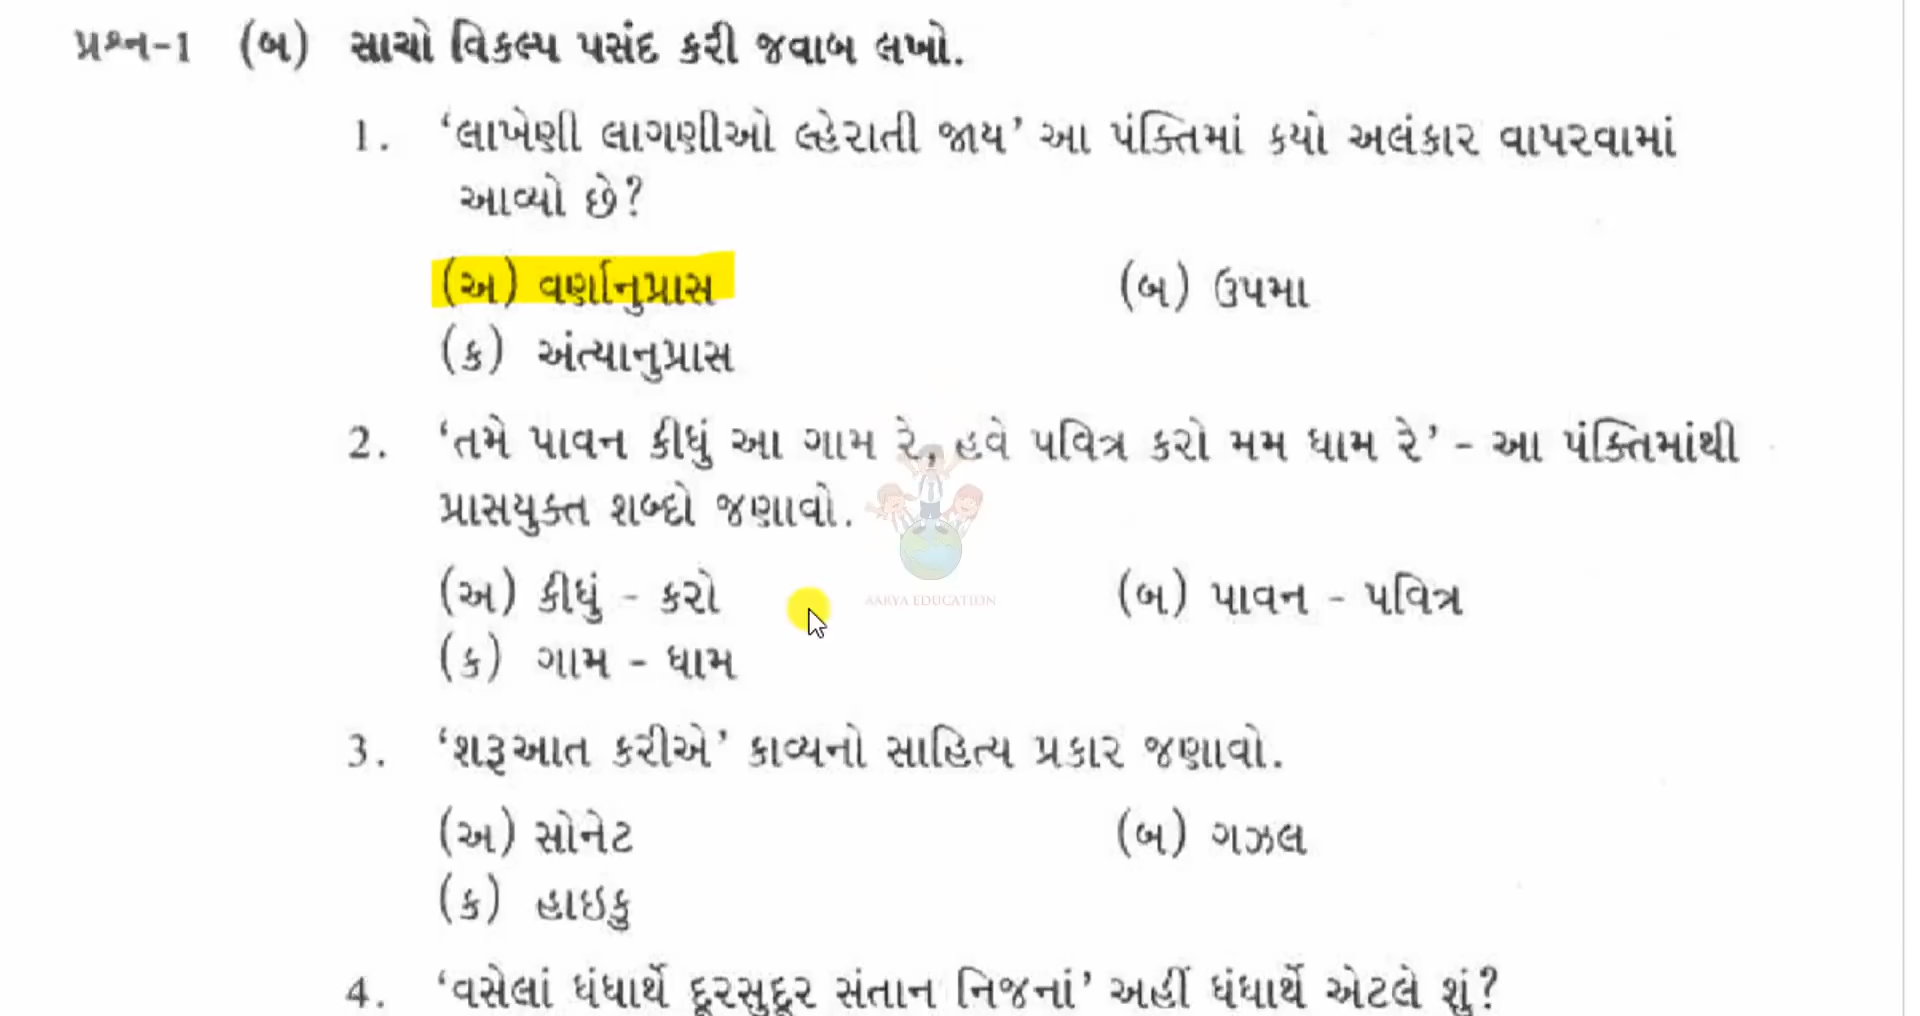 પ્રશ્ન-1 (બ) સાચો વિકલ્પ પસંદ કરી જવાબ લખો.
1. ‘લાખેણી લાગણીઓ લ્હેરાતી જાય’ આ પંક્તિમાં કયો અલંકાર વાપરવામાં
આવ્યો છે?
(અ) વર્ણાનુપ્રાસ (બ) ઉપમા
(ક) અંત્યાનુપ્રાસ
2. ‘તમે પાવન કીધું આ ગામ રે, હવે પવિત્ર કરો મમ ધામ રે’ - આ પંક્તિમાંથી
પ્રાસયુક્ત શબ્દો જણાવો.
(અ) કીધું - કરો (બ) પાવન - પવિત્ર
AARYA EDUCATION
(ક) ગામ - ધામ
3. ‘શરૂઆત કરીએ’ કાવ્યનો સાહિત્ય પ્રકાર જણાવો.
(અ) સોનેટ (બ) ગઝલ
(ક) હાઇકુ
4. ‘વસેલાં ધંધાર્થે દૂરસુદૂર સંતાન નિજનાં’ અહીં ધંધાર્થે એટલે શું?